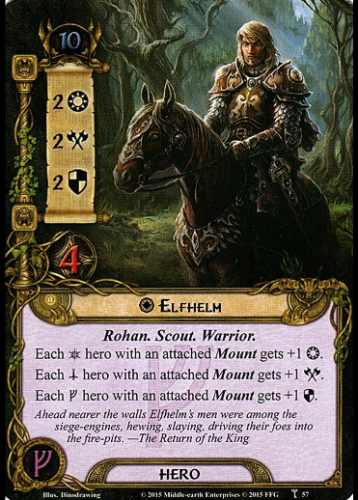 10
2
2
2
4
Elfhelm
Rohan. Scout. Warrior.
Each hero with an attached Mount gets +1 .
Each hero with an attached Mount gets +1 .
Each hero with an attached Mount gets +1 .
Ahead nearer the walls Elfhelm's men were among the
siege-engines, hewing, slaying, driving their foes into
the fire-pits. —The Return of the King
HERO
Illus. Dinodrawing © 2015 Middle-earth Enterprises © 2015 FFG 57